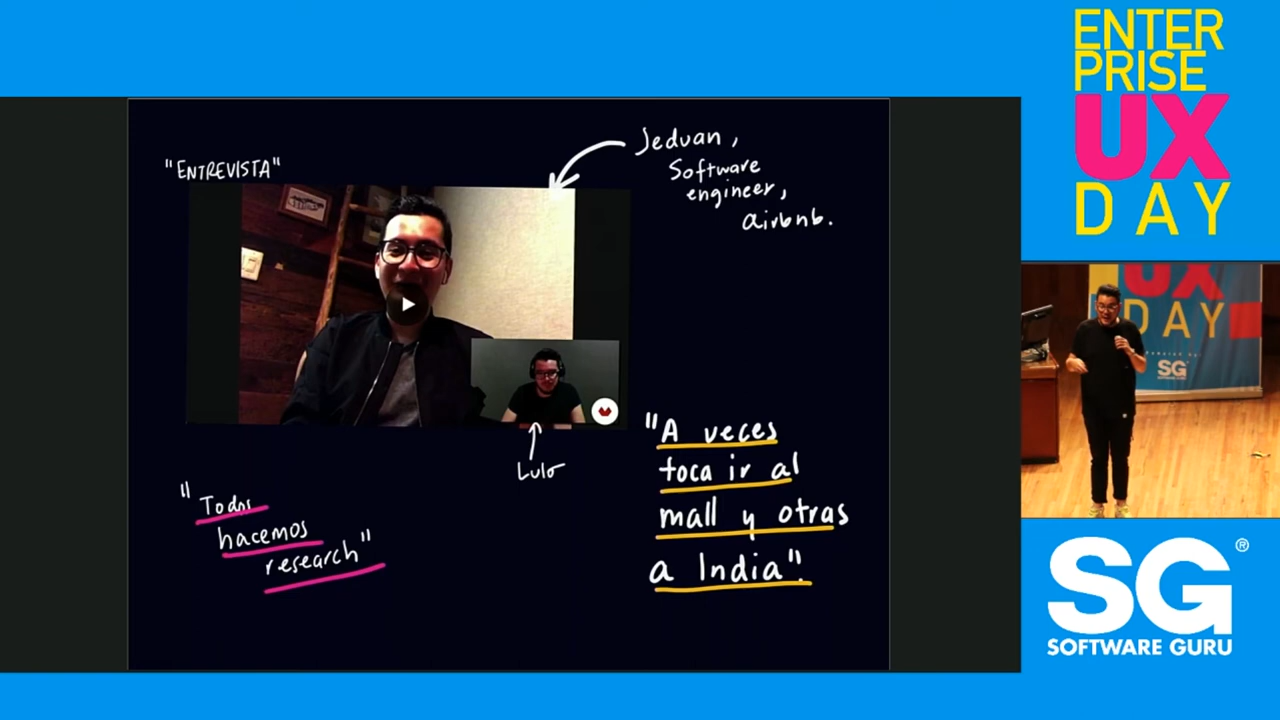 "ENTREVISTA"
Jeduan,
Software
engineer,
airbnb.
Lulo
"Todos
hacemos
research"
"A veces
toca ir al
mall y otras
a India".
ENTER
PRISE
UX
DAY
UX
DAY
SG
SG®
SOFTWARE GURU